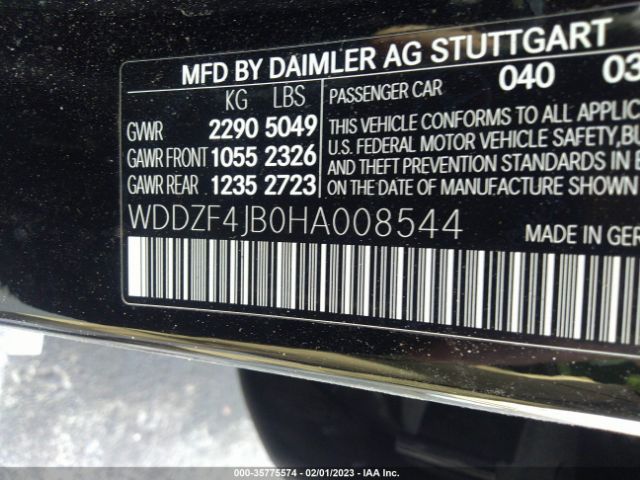 MFD BY DAIMLER AG STUTTGART
KG LBS
GVWR 2290 5049
GAWR FRONT 1055 2326
GAWR REAR 1235 2723
PASSENGER CAR 040 03
THIS VEHICLE CONFORMS TO ALL APPLIC
U.S. FEDERAL MOTOR VEHICLE SAFETY, BU
AND THEFT PREVENTION STANDARDS IN E
ON THE DATE OF MANUFACTURE SHOWN
WDDZF4JB0HA008544
MADE IN GER
000-35775574 / 02/01/2023 - IAA Inc.